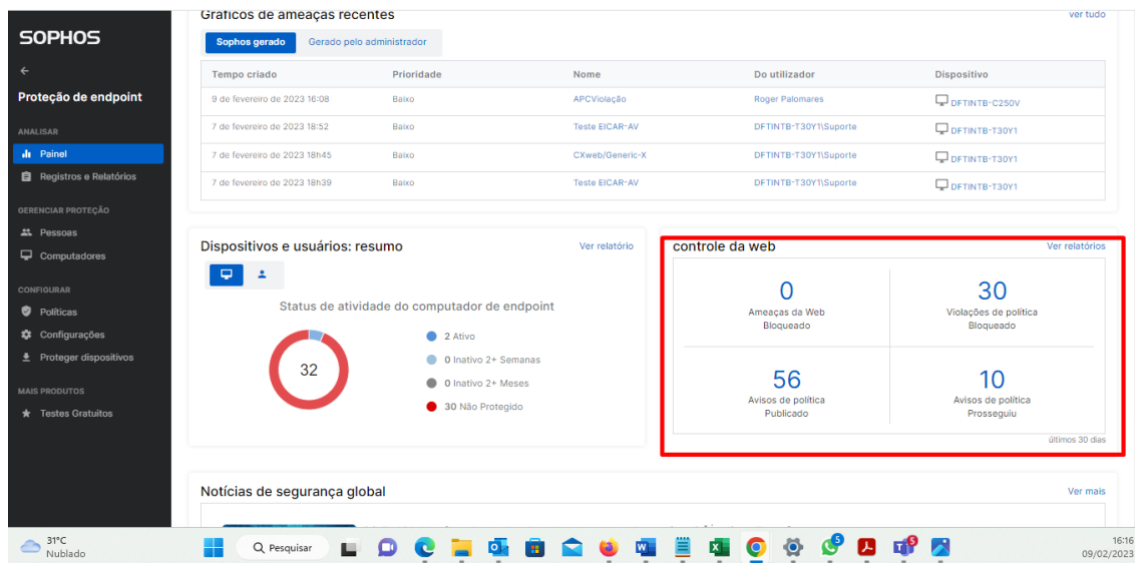 Gráficos de ameaças recentes
ver tudo
SOPHOS
Sophos gerado
Gerado pelo administrador
Proteção de endpoint
Tempo criado Prioridade Nome Do utilizador Dispositivo
9 de fevereiro de 2023 16:08 Baixo APCViolação Roger Palomares DFTINTB-C250V
7 de fevereiro de 2023 18:52 Baixo Teste EICAR-AV DFTINTB-T30Y1\Suporte DFTINTB-T30Y1
7 de fevereiro de 2023 18h45 Baixo CXweb/Generic-X DFTINTB-T30Y1\Suporte DFTINTB-T30Y1
7 de fevereiro de 2023 18h39 Baixo Teste EICAR-AV DFTINTB-T30Y1\Suporte DFTINTB-T30Y1
ANALISAR
Painel
Registros e Relatórios
GERENCIAR PROTEÇÃO
Pessoas
Computadores
CONFIGURAR
Políticas
Configurações
Proteger dispositivos
MAIS PRODUTOS
Testes Gratuitos
Dispositivos e usuários: resumo
Ver relatório
Status de atividade do computador de endpoint
32
2 Ativo
0 Inativo 2+ Semanas
0 Inativo 2+ Meses
30 Não Protegido
controle da web
Ver relatórios
0
Ameaças da Web
Bloqueado
30
Violações de política
Bloqueado
56
Avisos de política
Publicado
10
Avisos de política
Prosseguiu
últimos 30 dias
Notícias de segurança global
Ver mais
31°C
Nublado
Pesquisar
5
5
16:16
09/02/2023